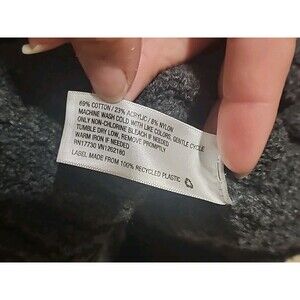 69% COTTON / 23% ACRYLIC / 8% NYLON
MACHINE WASH COLD WITH LIKE COLORS, GENTLE CYCLE
ONLY NON-CHLORINE BLEACH IF NEEDED
TUMBLE DRY LOW, REMOVE PROMPTLY
WARM IRON IF NEEDED
RN17730 VN1262160
LABEL MADE FROM 100% RECYCLED PLASTIC